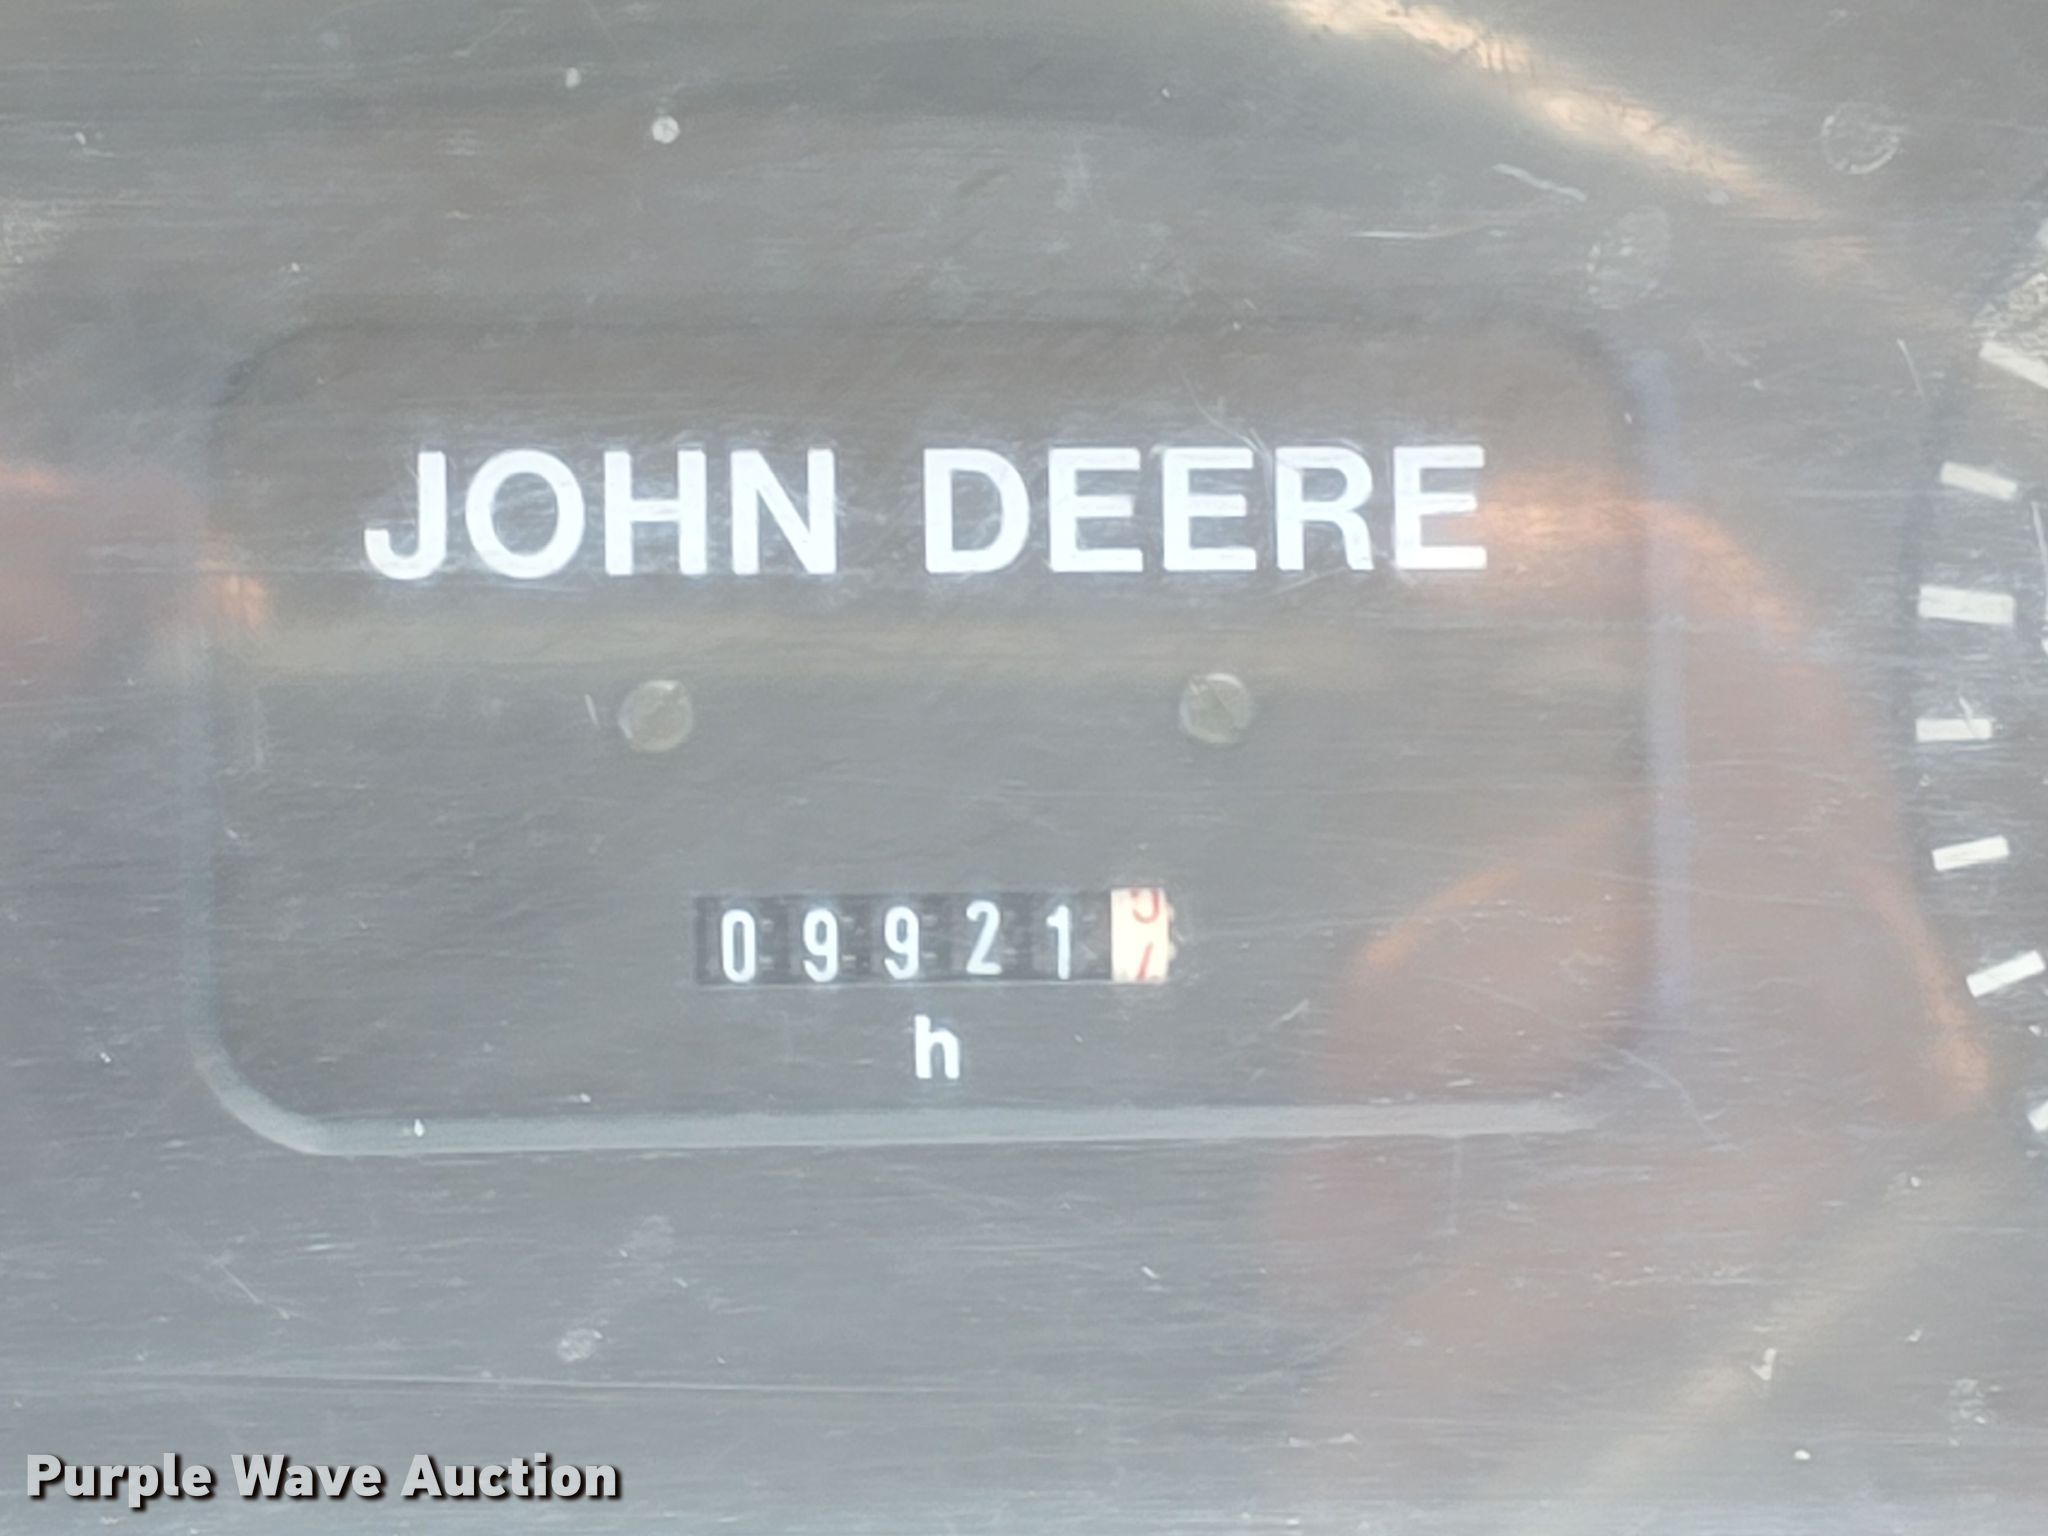 JOHN DEERE
09921
h
Purple Wave Auction